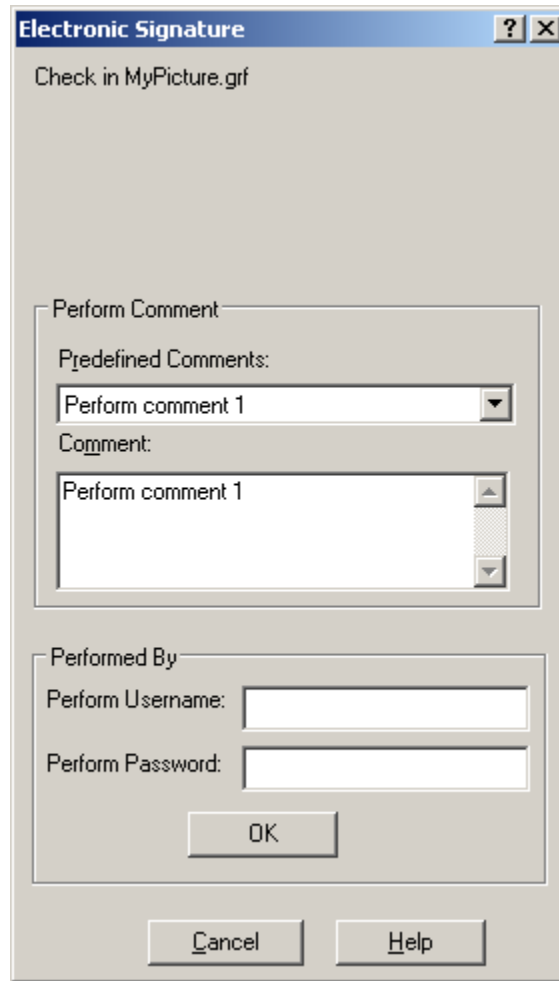 Electronic Signature
Check in MyPicture.grf
Perform Comment
Predefined Comments:
Perform comment 1
Comment:
Perform comment 1
Performed By
Perform Username:
Perform Password:
OK
Cancel Help